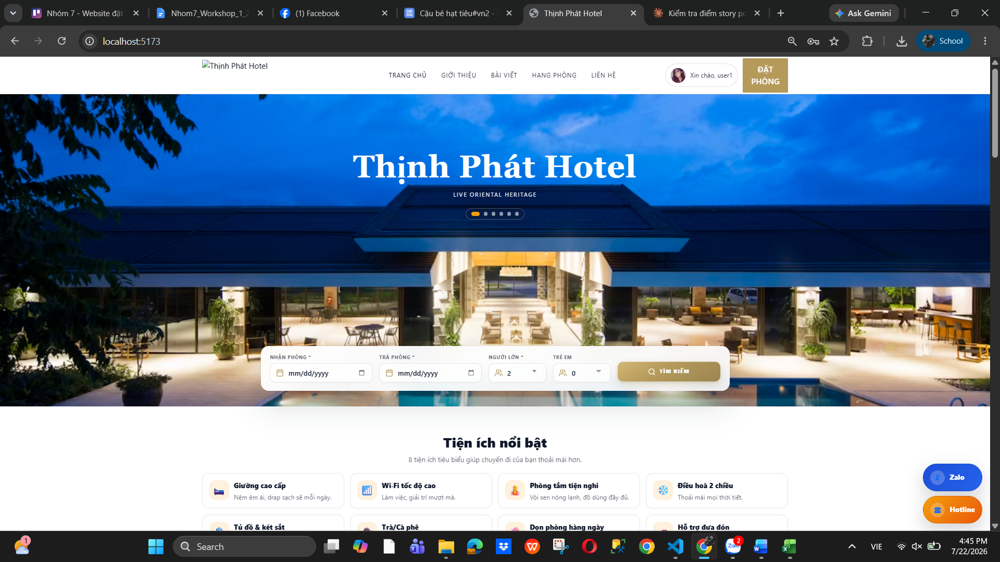 Nhóm 7 - Website đặt
Nhom7_Workshop_1_2
(1) Facebook
Cậu bé hạt tiêu#vn2 -
Thịnh Phát Hotel
Kiểm tra điểm story po
Ask Gemini
localhost:5173
School
Thịnh Phát Hotel
TRANG CHỦ
GIỚI THIỆU
BÀI VIẾT
HẠNG PHÒNG
LIÊN HỆ
Xin chào, user1
ĐẶT
PHÒNG
Thịnh Phát Hotel
LIVE ORIENTAL HERITAGE
NHẬN PHÒNG *
TRẢ PHÒNG *
NGƯỜI LỚN *
TRẺ EM
mm/dd/yyyy
mm/dd/yyyy
2
0
TÌM KIẾM
Tiện ích nổi bật
8 tiện ích tiêu biểu giúp chuyến đi của bạn thoải mái hơn.
Giường cao cấp
Nệm êm ái, drap sạch sẽ mỗi ngày.
Wi-Fi tốc độ cao
Làm việc, giải trí mượt mà.
Phòng tắm tiện nghi
Vòi sen nóng lạnh, đồ dùng đầy đủ.
Điều hoà 2 chiều
Thoải mái mọi thời tiết.
Tủ đồ & két sắt
Trà/Cà phê
Dọn phòng hàng ngày
Hỗ trợ đưa đón
Z Zalo
Hotline
1
Search
Zalo
2
VIE
4:45 PM
7/22/2026